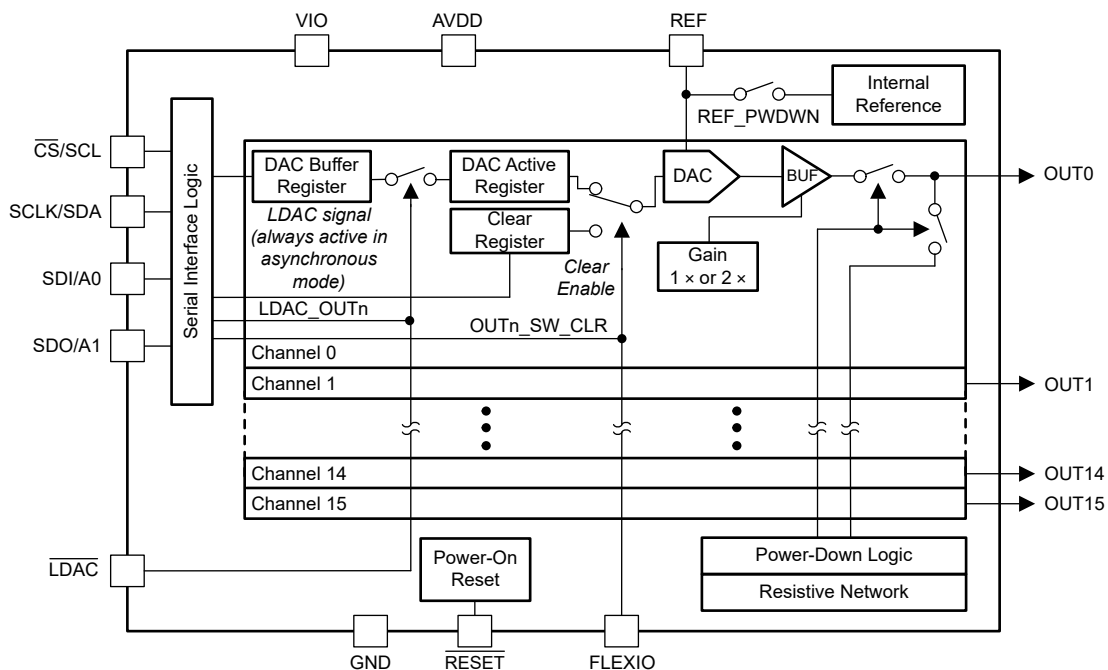 VIO
AVDD
REF
Internal
Reference
REF_PWDWN
CS/SCL
SCLK/SDA
SDI/A0
SDO/A1
Serial Interface Logic
DAC Buffer
Register
DAC Active
Register
Clear
Register
DAC
BUF
OUT0
LDAC signal
(always active in
asynchronous
mode)
Clear
Enable
Gain
1 × or 2 ×
LDAC_OUTn
OUTn_SW_CLR
Channel 0
Channel 1
OUT1
Channel 14
OUT14
Channel 15
OUT15
LDAC
Power-On
Reset
Power-Down Logic
Resistive Network
GND
RESET
FLEXIO